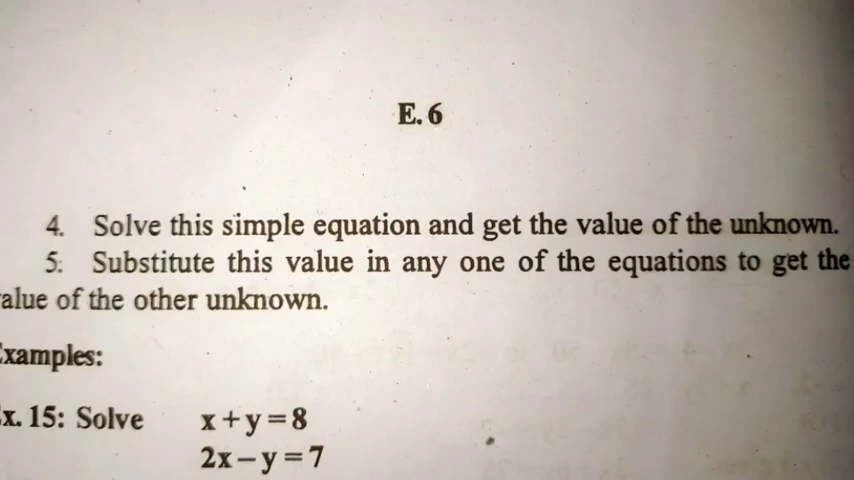 E. 6
4. Solve this simple equation and get the value of the unknown.
5. Substitute this value in any one of the equations to get the
alue of the other unknown.
xamples:
x. 15: Solve x + y = 8
2x – y = 7